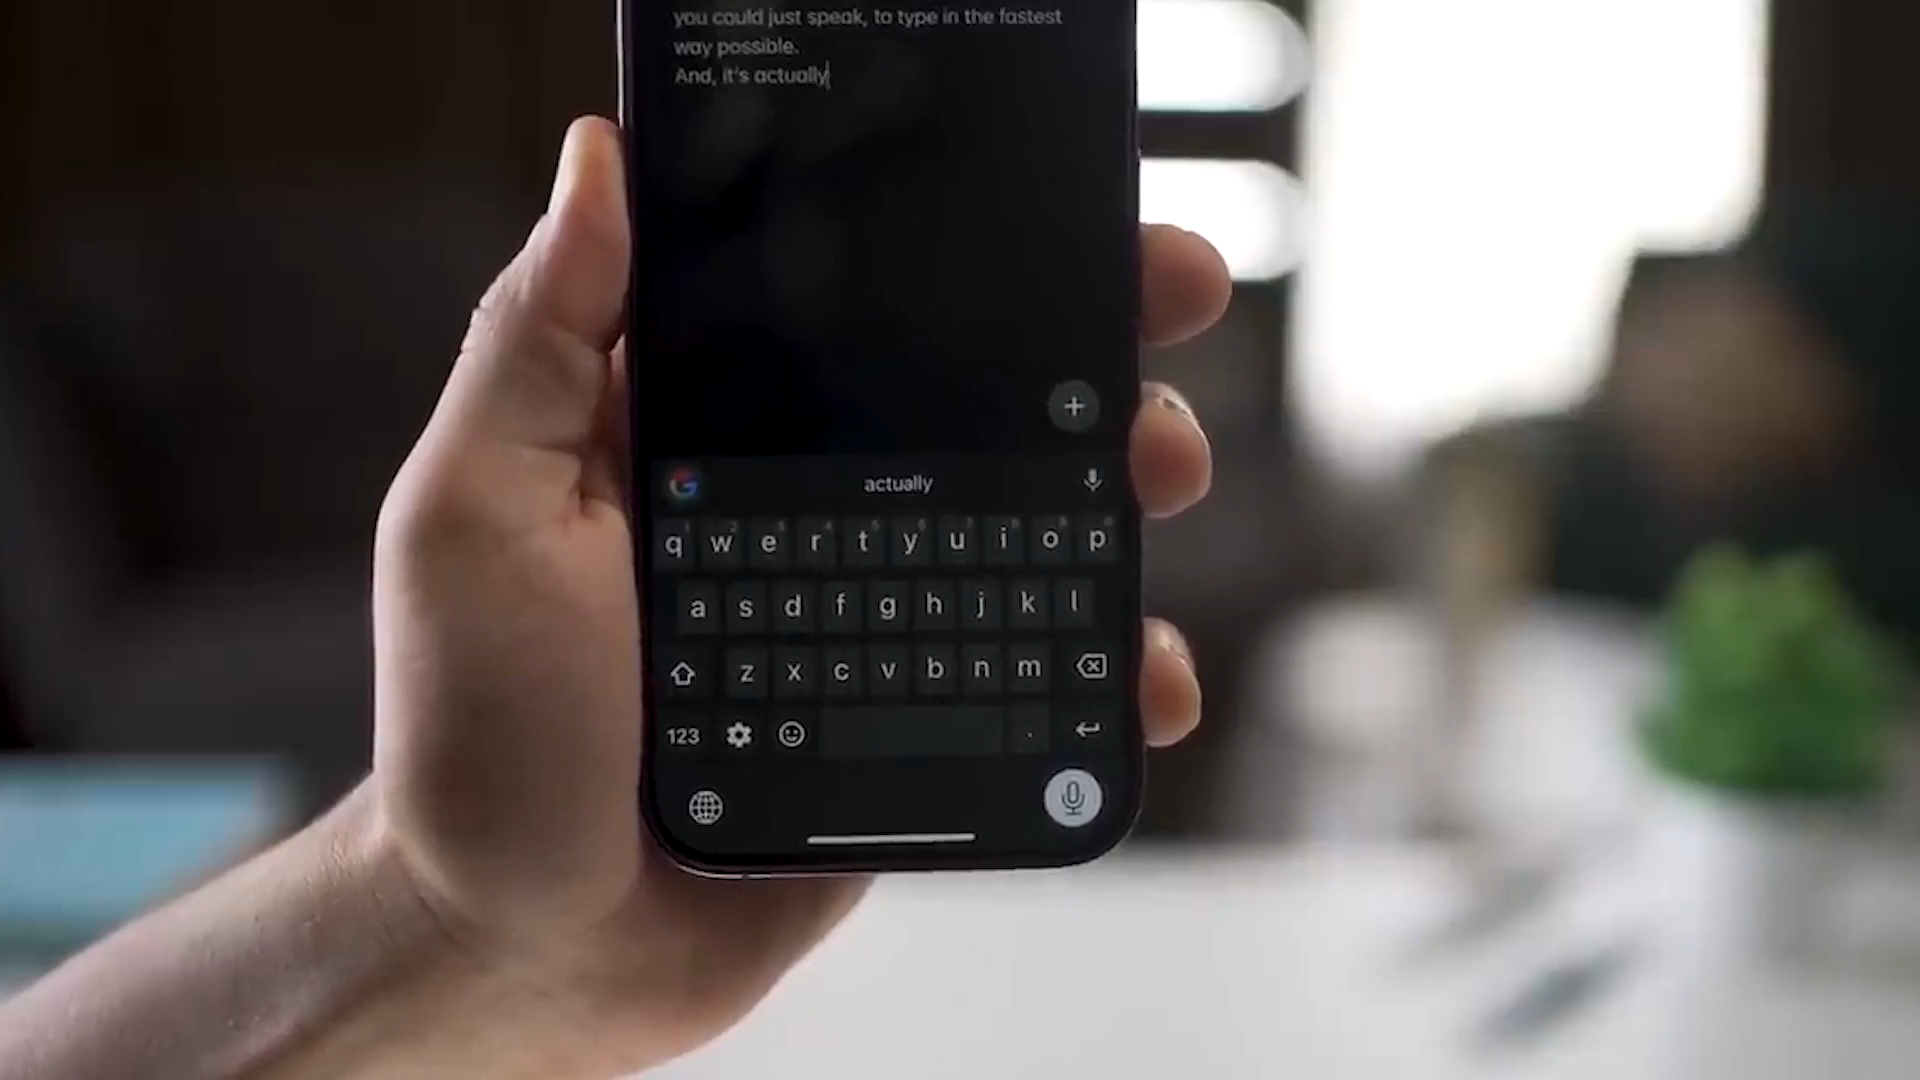 you could just speak, to type in the fastest
way possible.
And, it's actually
actually
q w e r t y u i o p
a s d f g h j k l
z x c v b n m
123 .